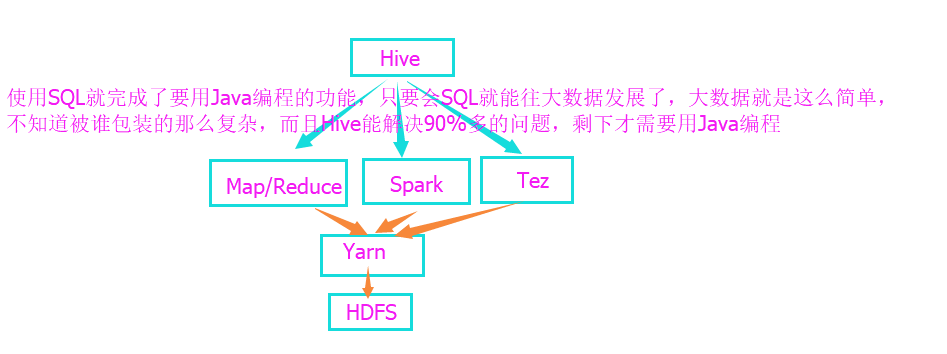 Hive
使用SQL就完成了要用Java编程的功能，只要会SQL就能往大数据发展了，大数据就是这么简单，
不知道被谁包装的那么复杂，而且Hive能解决90%多的问题，剩下才需要用Java编程
Map/Reduce
Spark
Tez
Yarn
HDFS